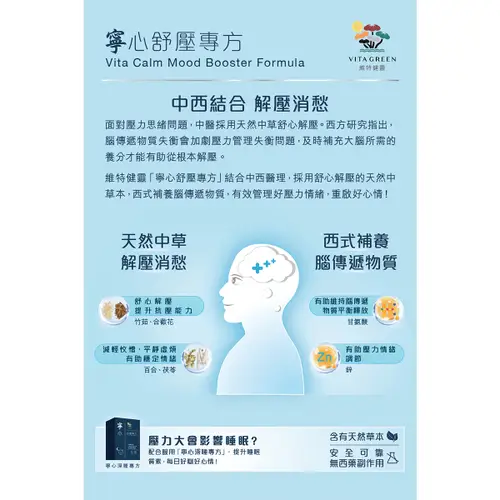 寧心舒壓專方
Vita Calm Mood Booster Formula
VITA GREEN
維特健靈
中西結合 解壓消愁
面對壓力思緒問題，中醫採用天然中草舒心解壓。西方研究指出，
腦傳遞物質失衡會加劇壓力管理失衡問題，及時補充大腦所需的
養分才能有助從根本解壓。
維特健靈「寧心舒壓專方」結合中西醫理，採用舒心解壓的天然中
草本，西式補養腦傳遞物質，有效管理好壓力情緒，重啟好心情！
天然中草
解壓消愁
西式補養
腦傳遞物質
舒心解壓
提升抗壓能力
竹茹、合歡花
有助維持腦傳遞
物質平衡釋放
甘氨酸
減輕忟憎，平靜虛煩
有助穩定情緒
百合、茯苓
Zn
有助壓力情緒
調節
鋅
寧心
寧心深睡專方
壓力大會影響睡眠？
配合服用「寧心深睡專方」，提升睡眠
質素，每日好瞓好心情！
含有天然草本
安全可靠
無西藥副作用